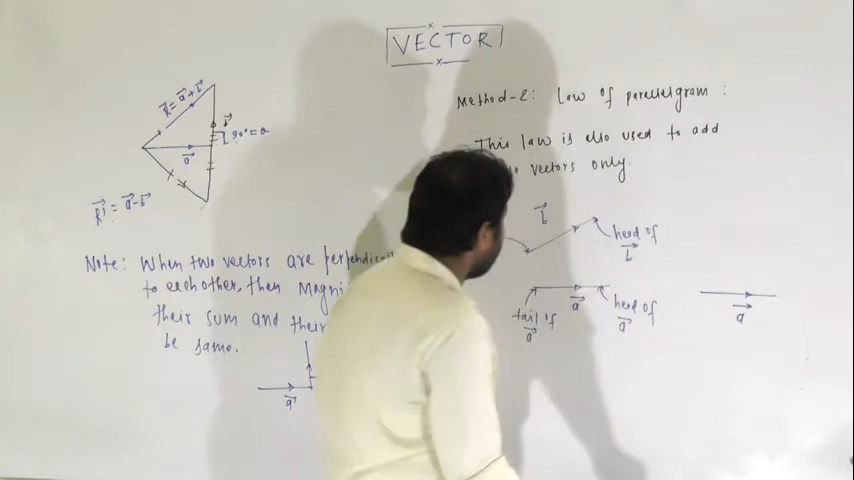 VECTOR
R⃗ = a⃗ + b⃗
b⃗
90° = θ
a⃗
R⃗' = a⃗ - b⃗
Note: When two vectors are
to each other, then
their sum and their
be same.
a⃗
Method-2: Law of parallelgram :
This law is also used to add
vectors only.
b⃗
head of
b⃗
tail of
a⃗
a⃗
head of
a⃗
a⃗